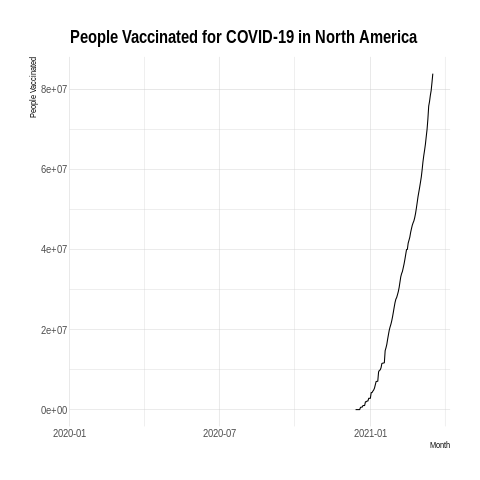 People Vaccinated for COVID-19 in North America
People Vaccinated
8e+07
6e+07
4e+07
2e+07
0e+00
2020-01
2020-07
2021-01
Month